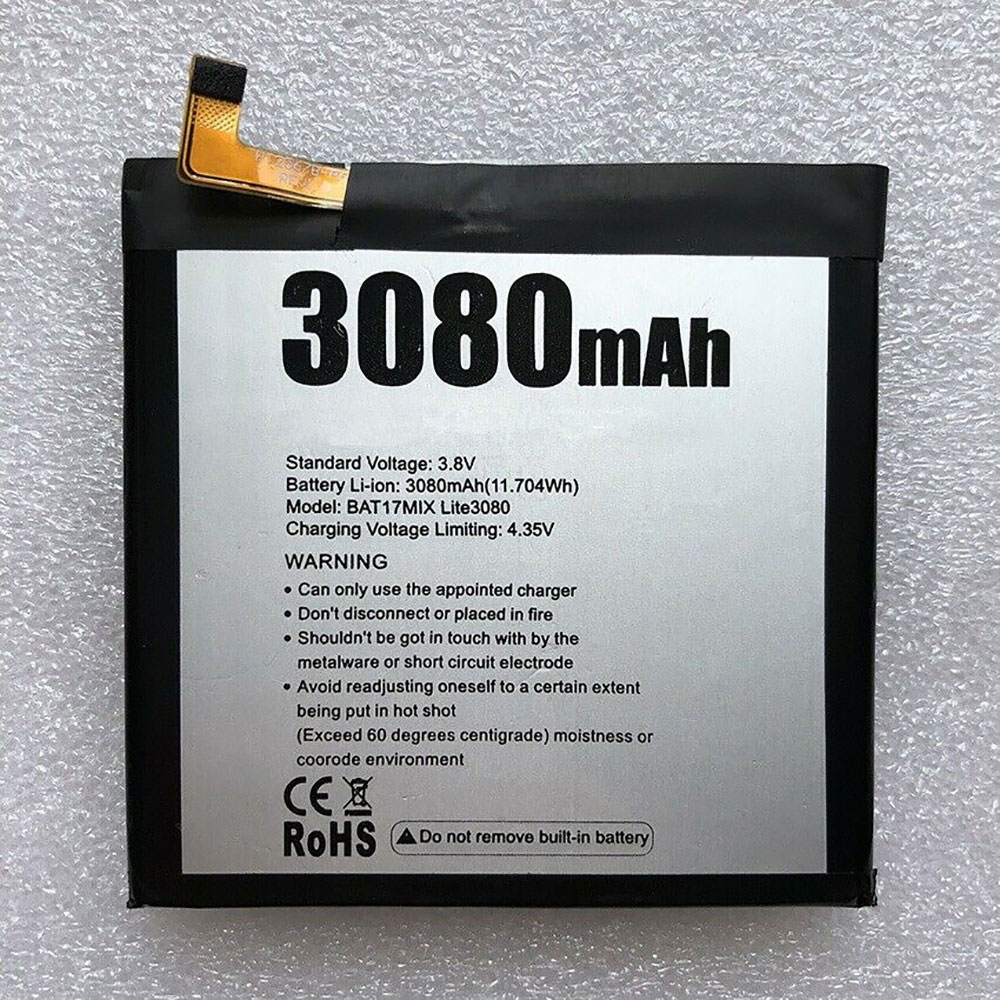 3080mAh
Standard Voltage: 3.8V
Battery Li-ion: 3080mAh(11.704Wh)
Model: BAT17MIX Lite3080
Charging Voltage Limiting: 4.35V
WARNING
• Can only use the appointed charger
• Don't disconnect or placed in fire
• Shouldn't be got in touch with by the
metalware or short circuit electrode
• Avoid readjusting oneself to a certain extent
being put in hot shot
(Exceed 60 degrees centigrade) moistness or
coorode environment
CE
RoHS
Do not remove built-in battery